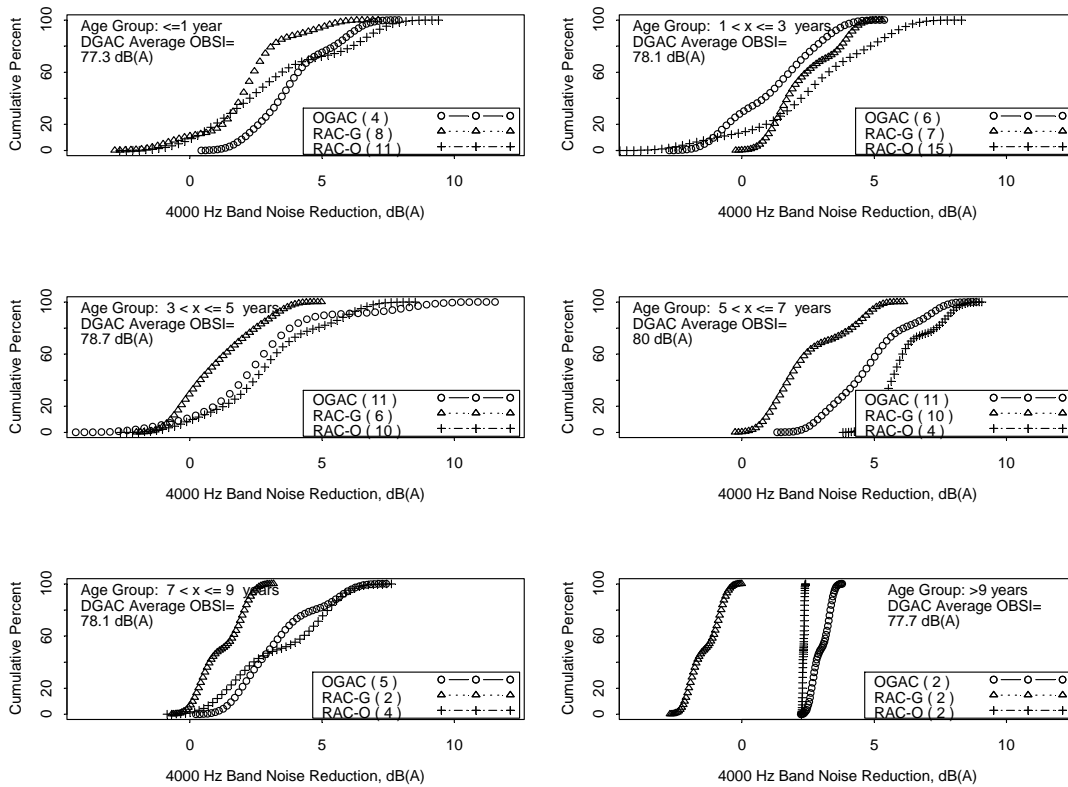 Cumulative Percent
0 20 60 100
Age Group: <=1 year
DGAC Average OBSI=
77.3 dB(A)
OGAC ( 4 )
RAC-G ( 8 )
RAC-O ( 11 )
0 5 10
4000 Hz Band Noise Reduction, dB(A)
Cumulative Percent
0 20 60 100
Age Group: 1 < x <= 3 years
DGAC Average OBSI=
78.1 dB(A)
OGAC ( 6 )
RAC-G ( 7 )
RAC-O ( 15 )
0 5 10
4000 Hz Band Noise Reduction, dB(A)
Cumulative Percent
0 20 60 100
Age Group: 3 < x <= 5 years
DGAC Average OBSI=
78.7 dB(A)
OGAC ( 11 )
RAC-G ( 6 )
RAC-O ( 10 )
0 5 10
4000 Hz Band Noise Reduction, dB(A)
Cumulative Percent
0 20 60 100
Age Group: 5 < x <= 7 years
DGAC Average OBSI=
80 dB(A)
OGAC ( 11 )
RAC-G ( 10 )
RAC-O ( 4 )
0 5 10
4000 Hz Band Noise Reduction, dB(A)
Cumulative Percent
0 20 60 100
Age Group: 7 < x <= 9 years
DGAC Average OBSI=
78.1 dB(A)
OGAC ( 5 )
RAC-G ( 2 )
RAC-O ( 4 )
0 5 10
4000 Hz Band Noise Reduction, dB(A)
Cumulative Percent
0 20 60 100
Age Group: >9 years
DGAC Average OBSI=
77.7 dB(A)
OGAC ( 2 )
RAC-G ( 2 )
RAC-O ( 2 )
0 5 10
4000 Hz Band Noise Reduction, dB(A)